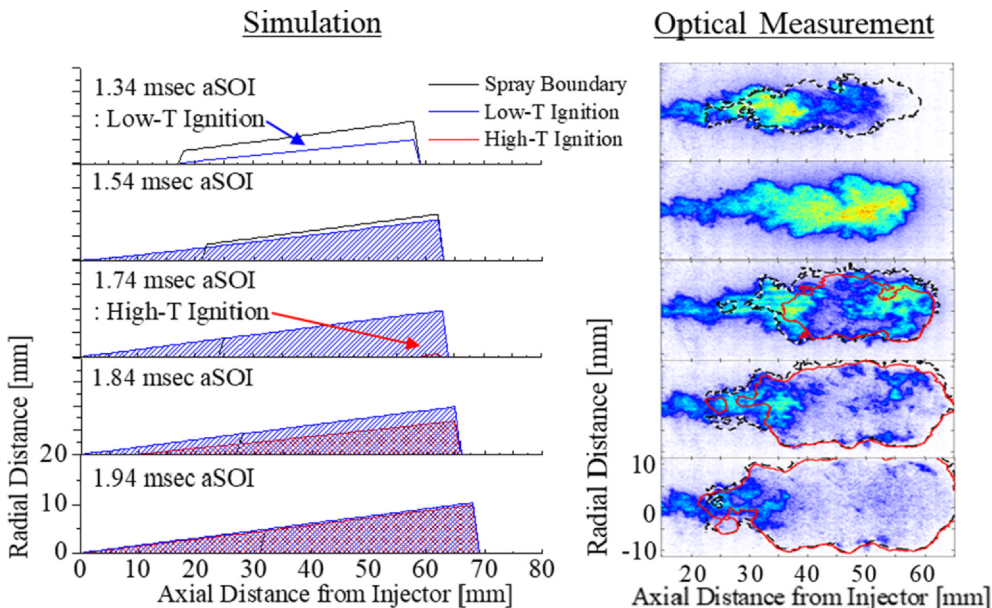 Simulation
Optical Measurement
1.34 msec aSOI
: Low-T Ignition
Spray Boundary
Low-T Ignition
High-T Ignition
1.54 msec aSOI
1.74 msec aSOI
: High-T Ignition
1.84 msec aSOI
1.94 msec aSOI
Radial Distance [mm]
20
10
0
0 10 20 30 40 50 60 70 80
Axial Distance from Injector [mm]
Radial Distance [mm]
10
0
-10
20 30 40 50 60
Axial Distance from Injector [mm]